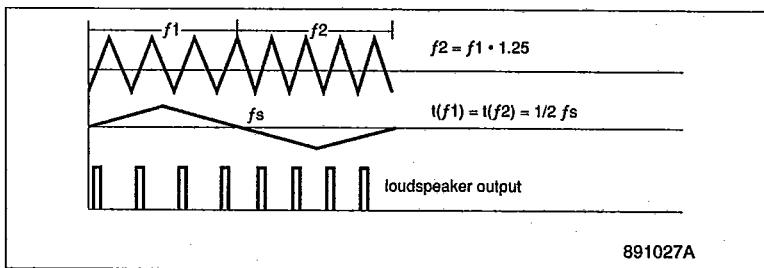 f1 f2
f2 = f1 • 1.25
fs
t(f1) = t(f2) = 1/2 fs
loudspeaker output
891027A